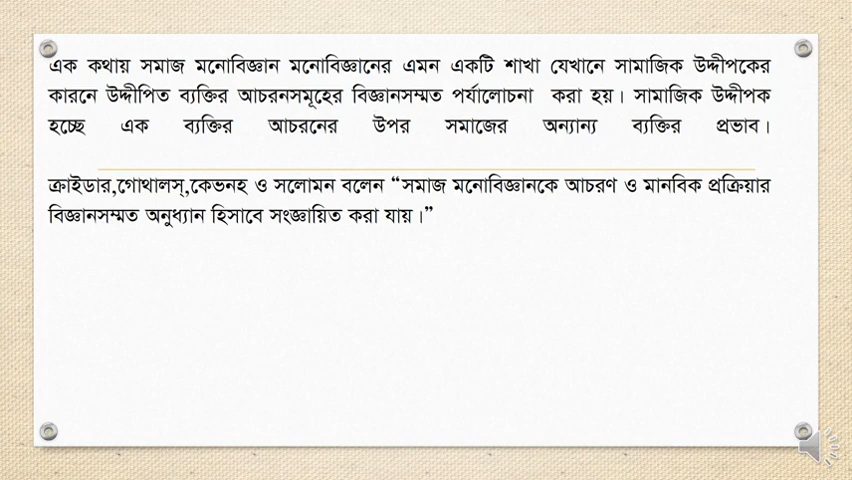 এক কথায় সমাজ মনোবিজ্ঞান মনোবিজ্ঞানের এমন একটি শাখা যেখানে সামাজিক উদ্দীপকের
কারনে উদ্দীপিত ব্যক্তির আচরনসমূহের বিজ্ঞানসম্মত পর্যালোচনা করা হয়। সামাজিক উদ্দীপক
হচ্ছে এক ব্যক্তির আচরনের উপর সমাজের অন্যান্য ব্যক্তির প্রভাব।
ক্রাইডার,গোথালস্,কেভনহ ও সলোমন বলেন “সমাজ মনোবিজ্ঞানকে আচরণ ও মানবিক প্রক্রিয়ার
বিজ্ঞানসম্মত অনুধ্যান হিসাবে সংজ্ঞায়িত করা যায়।”